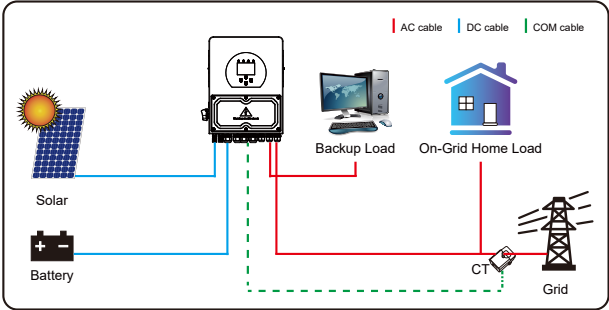 AC cable
DC cable
COM cable
Backup Load
On-Grid Home Load
Solar
Battery
CT
Grid